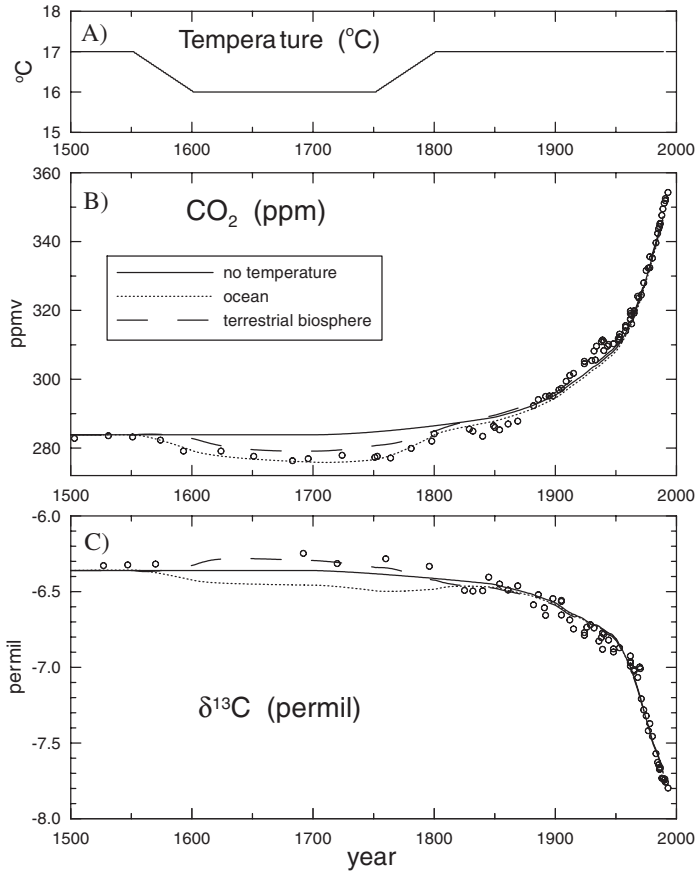 A) Temperature (°C)
18
17
16
15
°C
1500 1600 1700 1800 1900 2000
B) CO₂ (ppm)
360
340
320
300
280
ppmv
no temperature
ocean
terrestrial biosphere
1500 1600 1700 1800 1900 2000
C)
-6.0
-6.5
-7.0
-7.5
-8.0
permil
δ¹³C (permil)
1500 1600 1700 1800 1900 2000
year